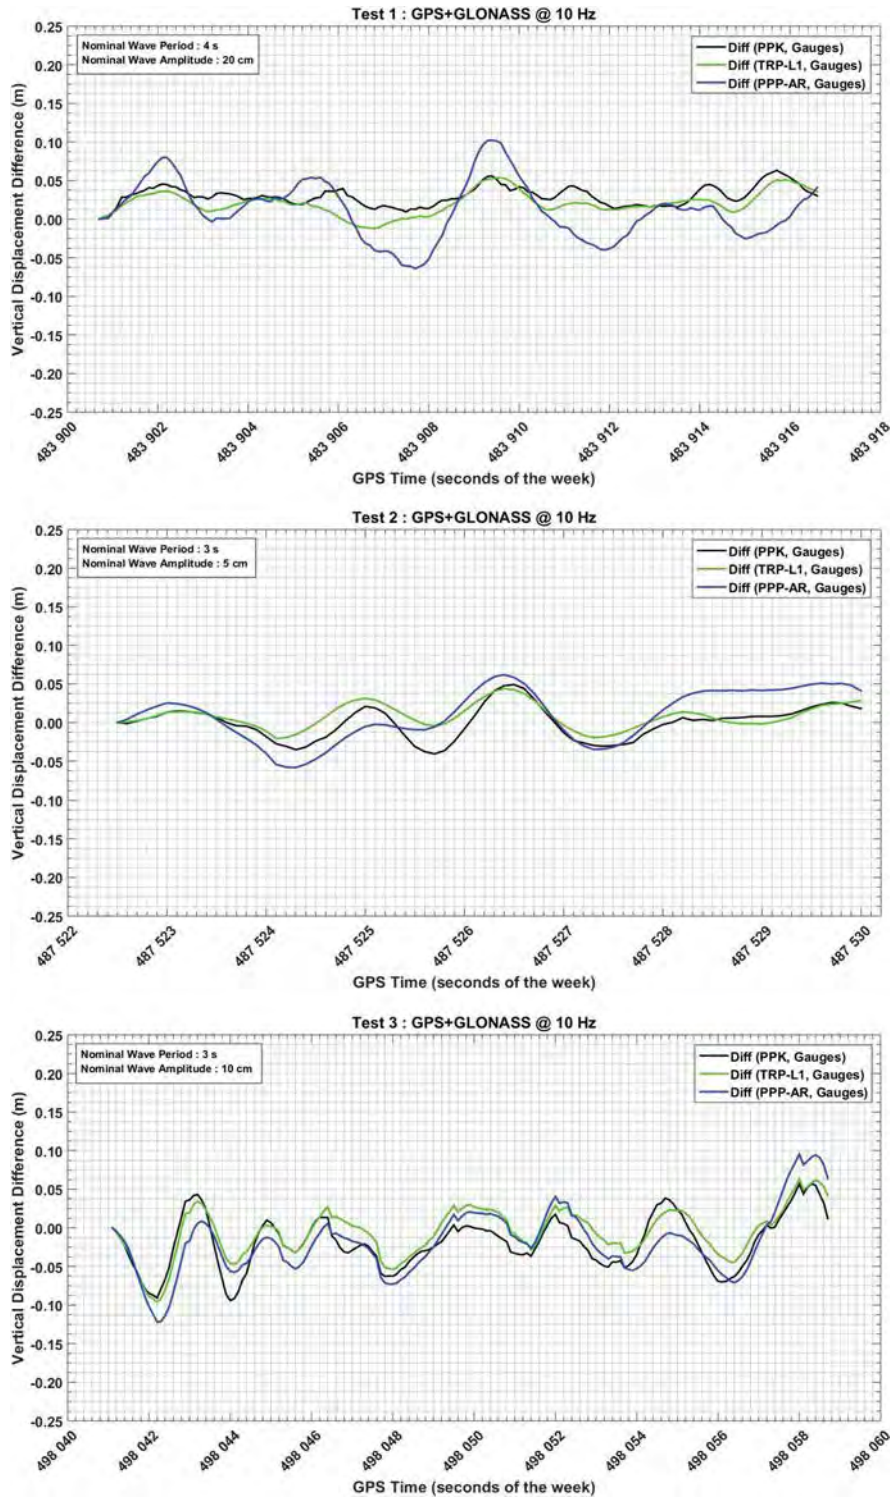 Test 1 : GPS+GLONASS @ 10 Hz
Nominal Wave Period : 4 s
Nominal Wave Amplitude : 20 cm
Diff (PPK, Gauges)
Diff (TRP-L1, Gauges)
Diff (PPP-AR, Gauges)
Vertical Displacement Difference (m)
0.25
0.20
0.15
0.10
0.05
0.00
-0.05
-0.10
-0.15
-0.20
-0.25
483 900
483 902
483 904
483 906
483 908
483 910
483 912
483 914
483 916
483 918
GPS Time (seconds of the week)
Test 2 : GPS+GLONASS @ 10 Hz
Nominal Wave Period : 3 s
Nominal Wave Amplitude : 5 cm
Diff (PPK, Gauges)
Diff (TRP-L1, Gauges)
Diff (PPP-AR, Gauges)
Vertical Displacement Difference (m)
0.25
0.20
0.15
0.10
0.05
0.00
-0.05
-0.10
-0.15
-0.20
-0.25
487 522
487 523
487 524
487 525
487 526
487 527
487 528
487 529
487 530
GPS Time (seconds of the week)
Test 3 : GPS+GLONASS @ 10 Hz
Nominal Wave Period : 3 s
Nominal Wave Amplitude : 10 cm
Diff (PPK, Gauges)
Diff (TRP-L1, Gauges)
Diff (PPP-AR, Gauges)
Vertical Displacement Difference (m)
0.25
0.20
0.15
0.10
0.05
0.00
-0.05
-0.10
-0.15
-0.20
-0.25
498 040
498 042
498 044
498 046
498 048
498 050
498 052
498 054
498 056
498 058
498 060
GPS Time (seconds of the week)